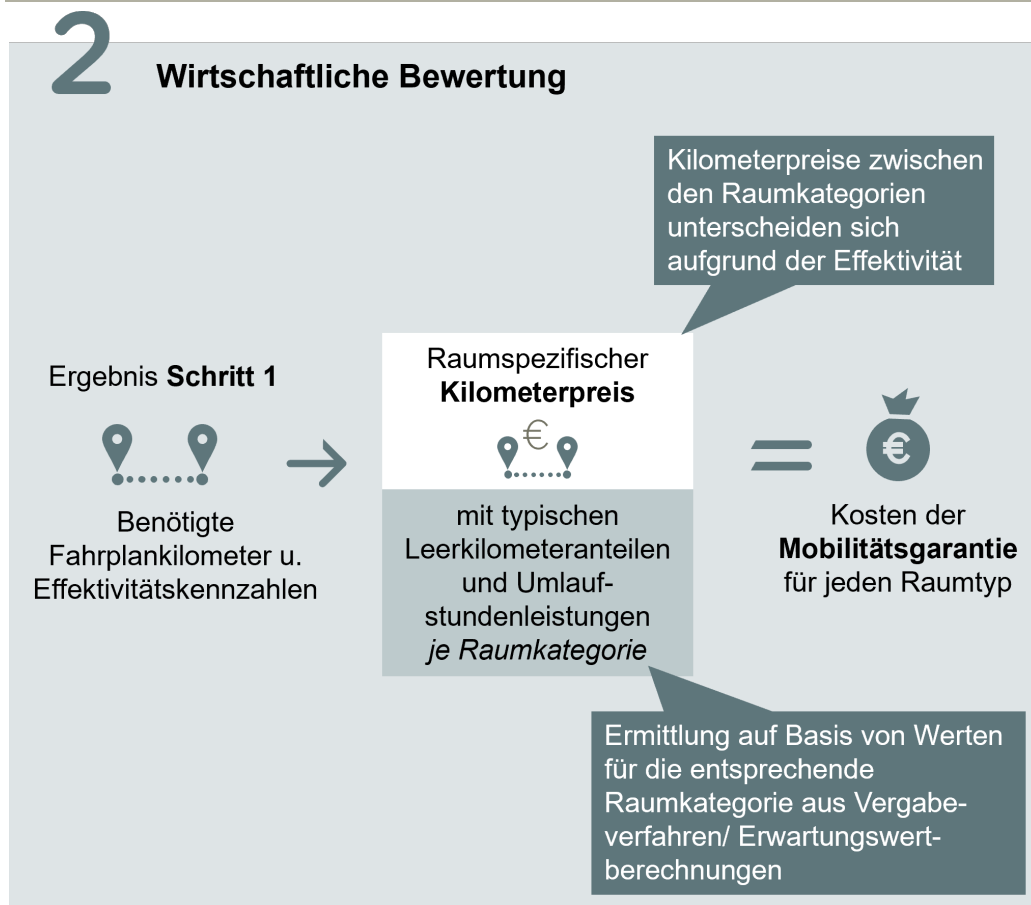 2
Wirtschaftliche Bewertung
Kilometerpreise zwischen
den Raumkategorien
unterscheiden sich
aufgrund der Effektivität
Ergebnis Schritt 1
Benötigte
Fahrplankilometer u.
Effektivitätskennzahlen
Raumspezifischer
Kilometerpreis
€
mit typischen
Leerkilometeranteilen
und Umlauf-
stundenleistungen
je Raumkategorie
=
€
Kosten der
Mobilitätsgarantie
für jeden Raumtyp
Ermittlung auf Basis von Werten
für die entsprechende
Raumkategorie aus Vergabe-
verfahren/ Erwartungswert-
berechnungen